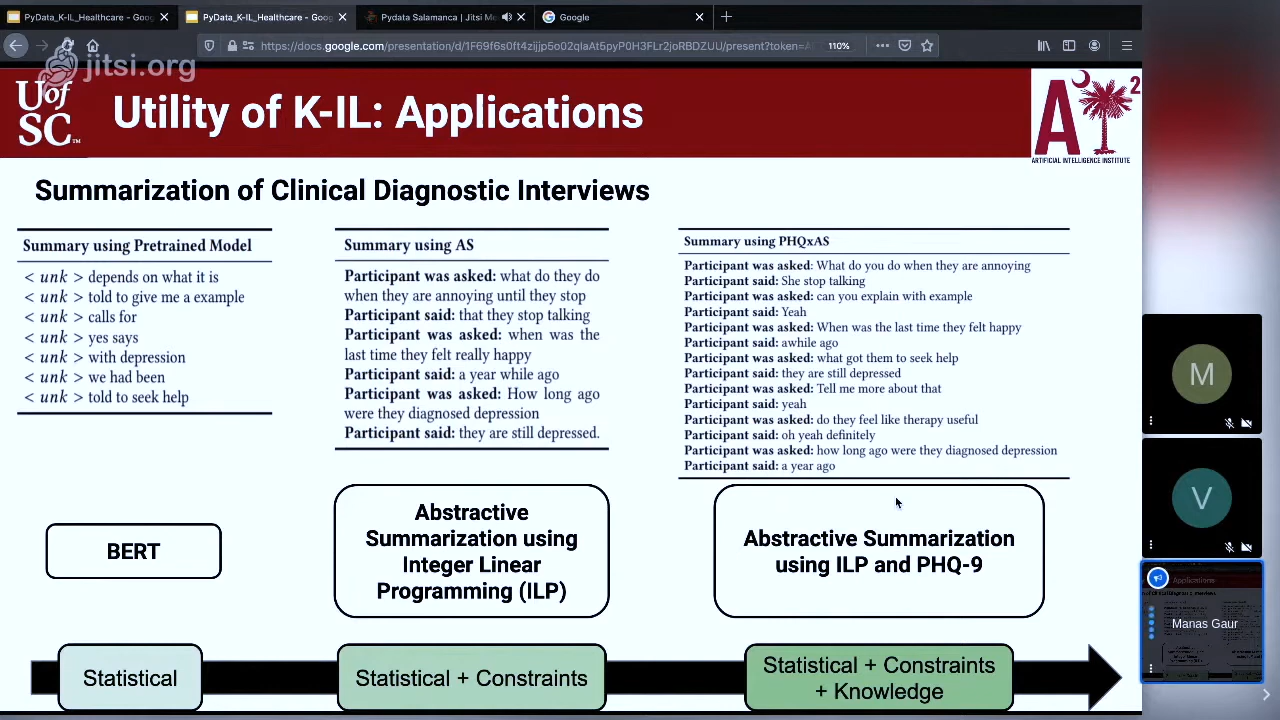 PyData_K-IL_Healthcare - Goog
PyData_K-IL_Healthcare - Goog
Pydata Salamanca | Jitsi Me
Google
https://docs.google.com/presentation/d/1F69f6s0ft4zijjp5o02qIaAt5pyP0H3FLr2joRBDZUU/present?token=A
110%
jitsi.org
UofSC
Utility of K-IL: Applications
A 2
ARTIFICIAL INTELLIGENCE INSTITUTE
Summarization of Clinical Diagnostic Interviews
Summary using Pretrained Model
< unk > depends on what it is
< unk > told to give me a example
< unk > calls for
< unk > yes says
< unk > with depression
< unk > we had been
< unk > told to seek help
Summary using AS
Participant was asked: what do they do
when they are annoying until they stop
Participant said: that they stop talking
Participant was asked: when was the
last time they felt really happy
Participant said: a year while ago
Participant was asked: How long ago
were they diagnosed depression
Participant said: they are still depressed.
Summary using PHQxAS
Participant was asked: What do you do when they are annoying
Participant said: She stop talking
Participant was asked: can you explain with example
Participant said: Yeah
Participant was asked: When was the last time they felt happy
Participant said: awhile ago
Participant was asked: what got them to seek help
Participant said: they are still depressed
Participant was asked: Tell me more about that
Participant said: yeah
Participant was asked: do they feel like therapy useful
Participant said: oh yeah definitely
Participant was asked: how long ago were they diagnosed depression
Participant said: a year ago
BERT
Abstractive
Summarization using
Integer Linear
Programming (ILP)
Abstractive Summarization
using ILP and PHQ-9
Statistical
Statistical + Constraints
Statistical + Constraints
+ Knowledge
M
V
Applications
Manas Gaur